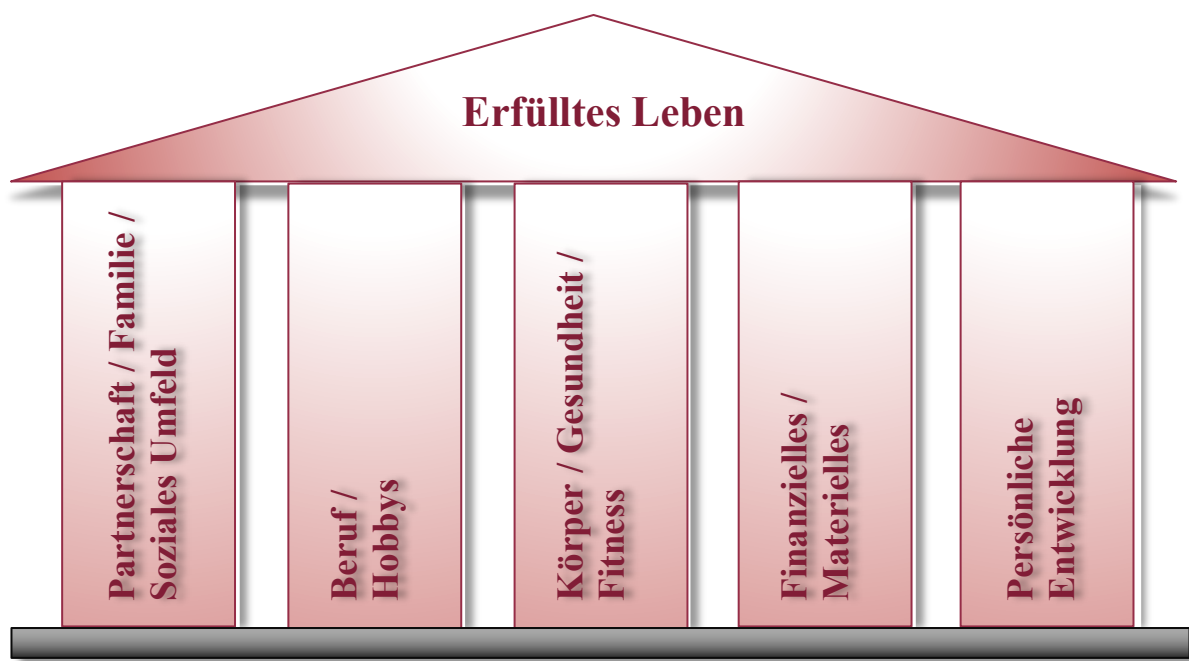 Erfülltes Leben
Partnerschaft / Familie /
Soziales Umfeld
Beruf /
Hobbys
Körper / Gesundheit /
Fitness
Finanzielles /
Materielles
Persönliche
Entwicklung